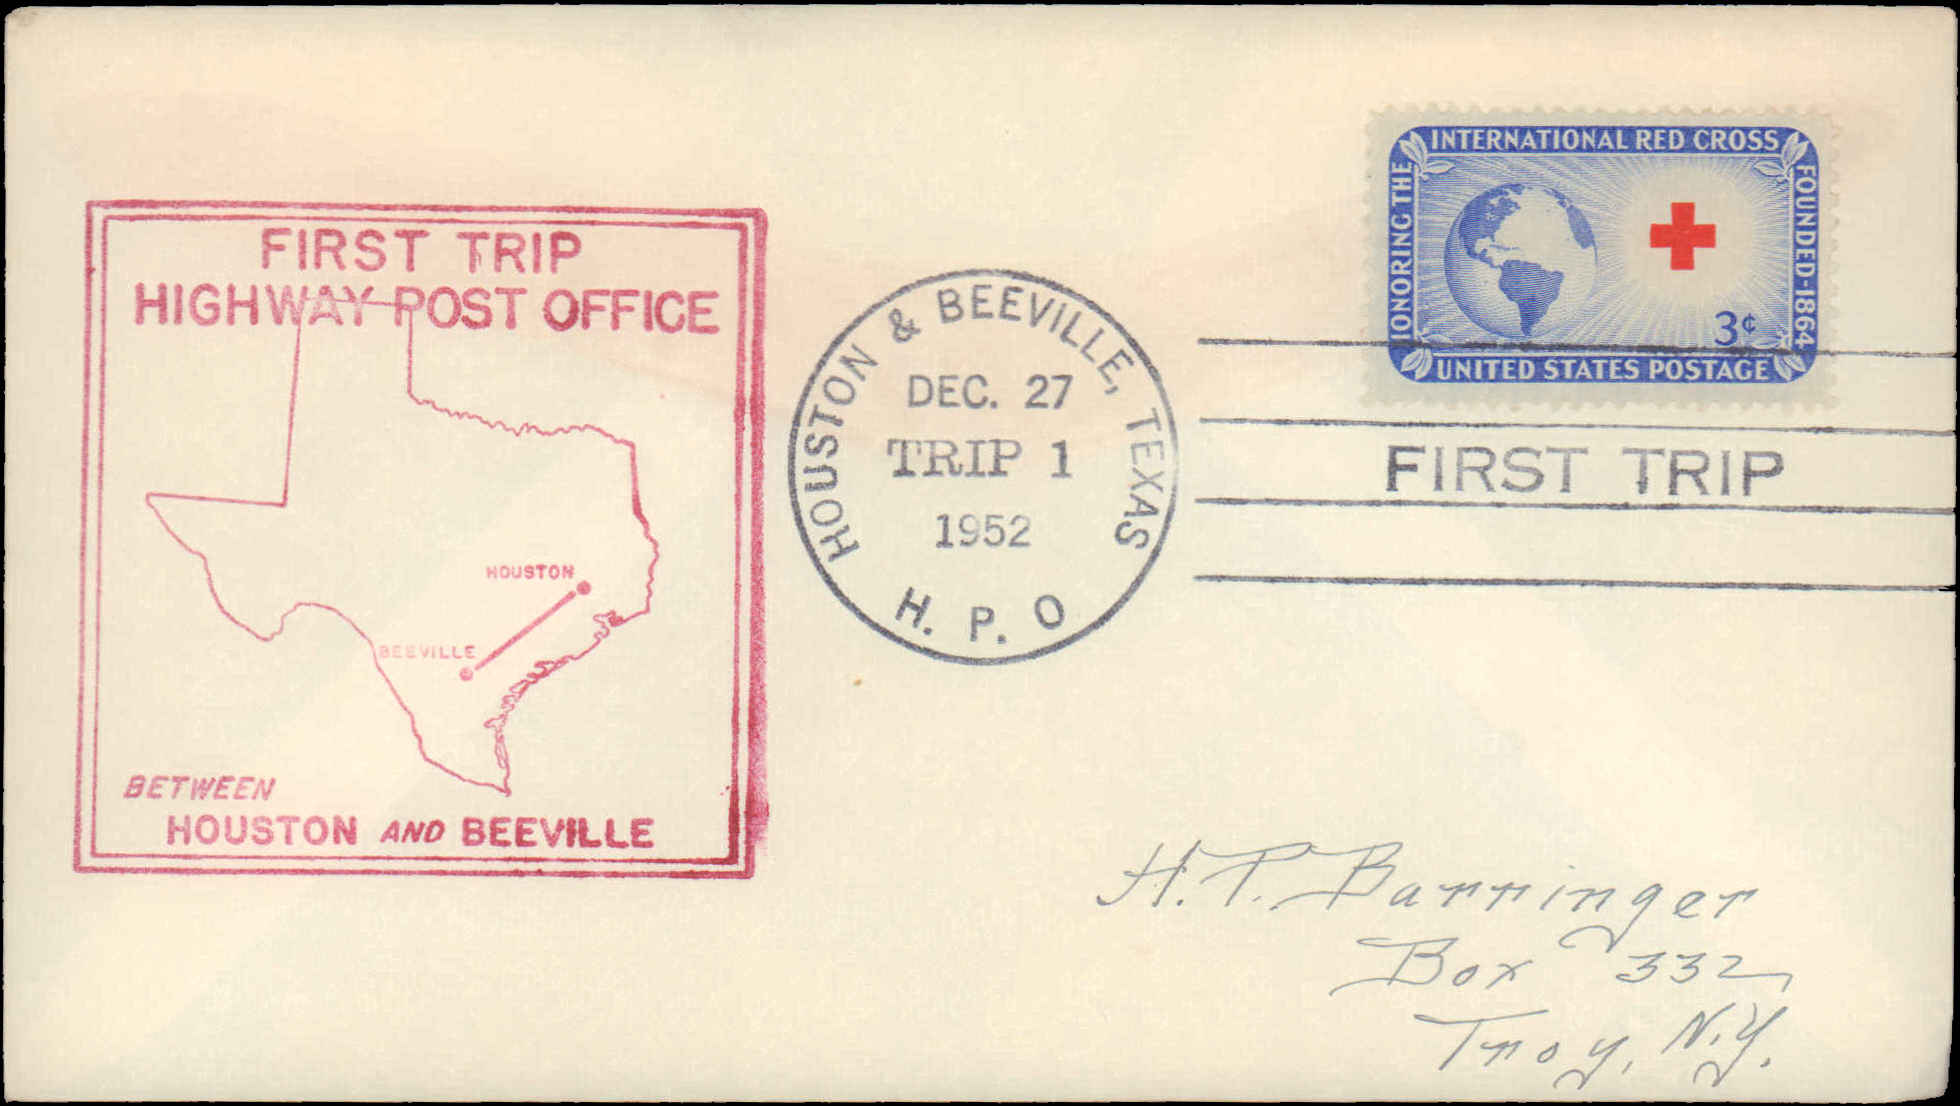 FIRST TRIP
HIGHWAY POST OFFICE
HOUSTON
BEEVILLE
BETWEEN
HOUSTON AND BEEVILLE
HOUSTON & BEEVILLE, TEXAS
DEC. 27
TRIP 1
1952
H. P. O
HONORING THE
INTERNATIONAL RED CROSS
FOUNDED-1864
3¢
UNITED STATES POSTAGE
FIRST TRIP
H. P. Barringer
Box 332
Troy, N.Y.